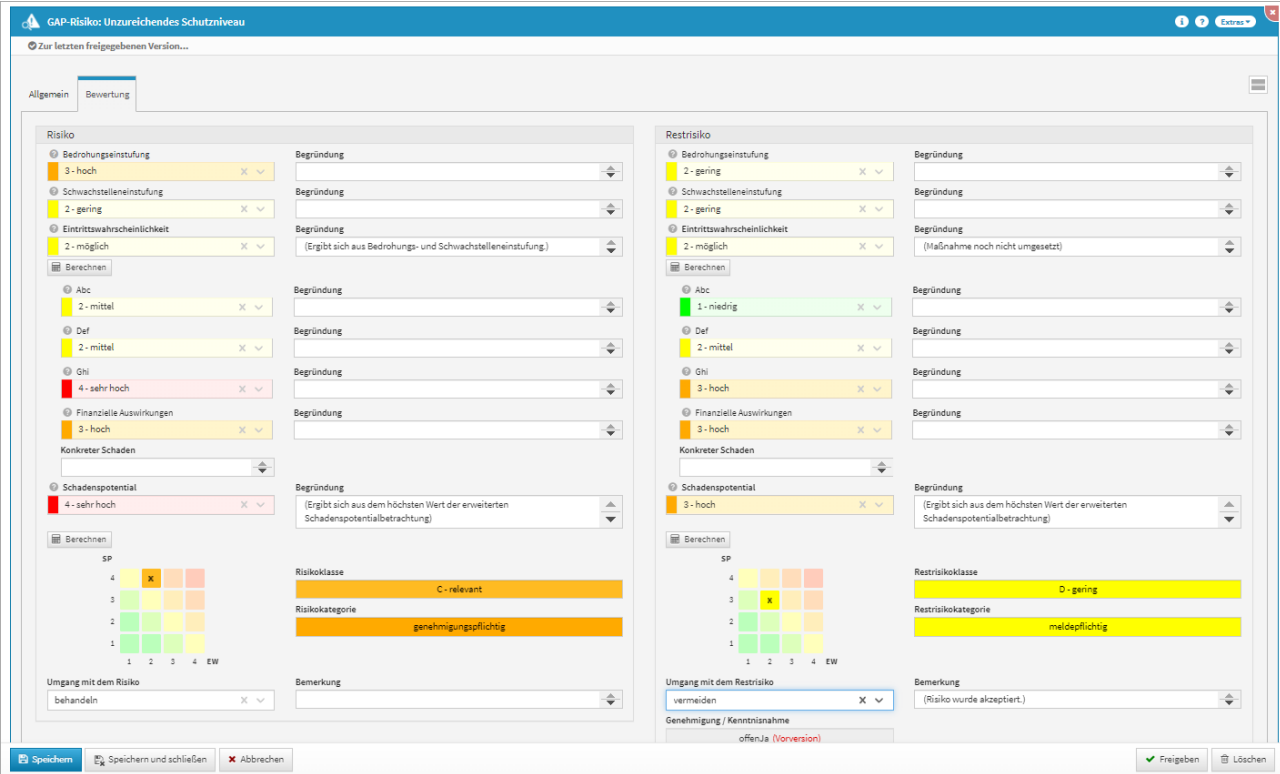 GAP-Risiko: Unzureichendes Schutzniveau
Extras
Zur letzten freigegebenen Version...
Allgemein
Bewertung
Risiko
Bedrohungseinstufung
Begründung
3 - hoch
Schwachstelleneinstufung
Begründung
2 - gering
Eintrittswahrscheinlichkeit
Begründung
2 - möglich
(Ergibt sich aus Bedrohungs- und Schwachstelleneinstufung.)
Berechnen
Abc
Begründung
2 - mittel
Def
Begründung
2 - mittel
Ghi
Begründung
4 - sehr hoch
Finanzielle Auswirkungen
Begründung
3 - hoch
Konkreter Schaden
Schadenspotential
Begründung
4 - sehr hoch
(Ergibt sich aus dem höchsten Wert der erweiterten
Schadenspotentialbetrachtung)
Berechnen
SP
4 x
3
2
1
1 2 3 4 EW
Risikoklasse
C - relevant
Risikokategorie
genehmigungspflichtig
Umgang mit dem Risiko
Bemerkung
behandeln
Restrisiko
Bedrohungseinstufung
Begründung
2 - gering
Schwachstelleneinstufung
Begründung
2 - gering
Eintrittswahrscheinlichkeit
Begründung
2 - möglich
(Maßnahme noch nicht umgesetzt)
Berechnen
Abc
Begründung
1 - niedrig
Def
Begründung
2 - mittel
Ghi
Begründung
3 - hoch
Finanzielle Auswirkungen
Begründung
3 - hoch
Konkreter Schaden
Schadenspotential
Begründung
3 - hoch
(Ergibt sich aus dem höchsten Wert der erweiterten
Schadenspotentialbetrachtung)
Berechnen
SP
4
3 x
2
1
1 2 3 4 EW
Restrisikoklasse
D - gering
Restrisikokategorie
meldepflichtig
Umgang mit dem Restrisiko
Bemerkung
vermeiden
(Risiko wurde akzeptiert.)
Genehmigung / Kenntnisnahme
offenJa (Vorversion)
Speichern
Speichern und schließen
Abbrechen
Freigeben
Löschen